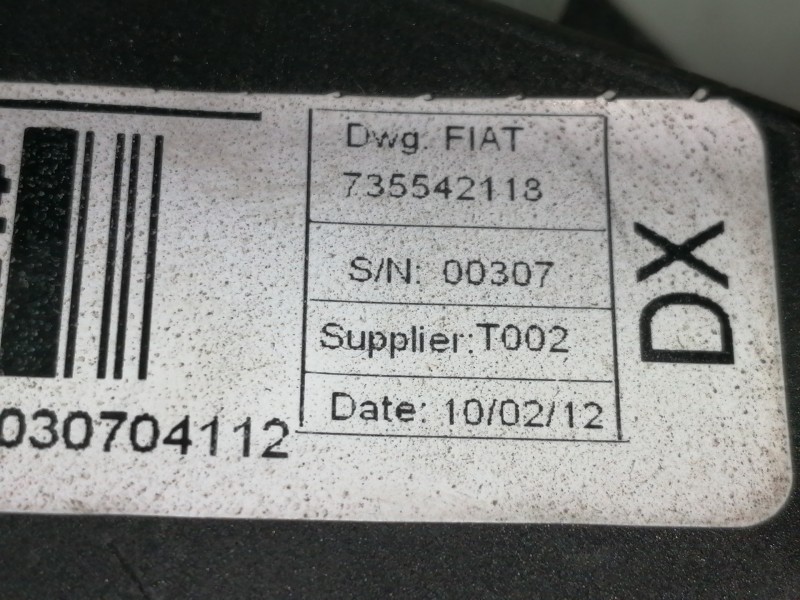 Dwg. FIAT
735542118
S/N: 00307
Supplier:T002
Date: 10/02/12
DX
030704112